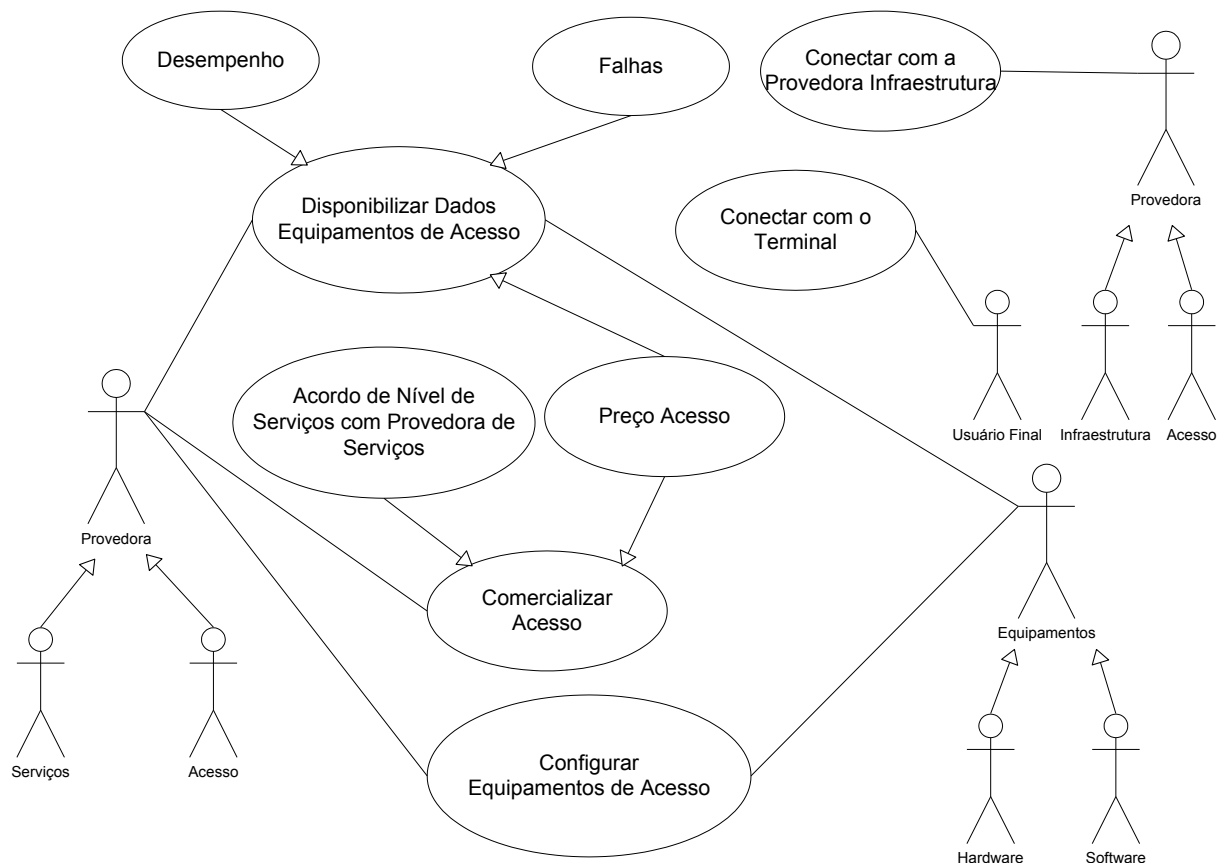 Desempenho
Falhas
Conectar com a
Provedora Infraestrutura
Provedora
Disponibilizar Dados
Equipamentos de Acesso
Conectar com o
Terminal
Usuário Final
Infraestrutura
Acesso
Acordo de Nível de
Serviços com Provedora de
Serviços
Preço Acesso
Provedora
Comercializar
Acesso
Equipamentos
Serviços
Acesso
Configurar
Equipamentos de Acesso
Hardware
Software